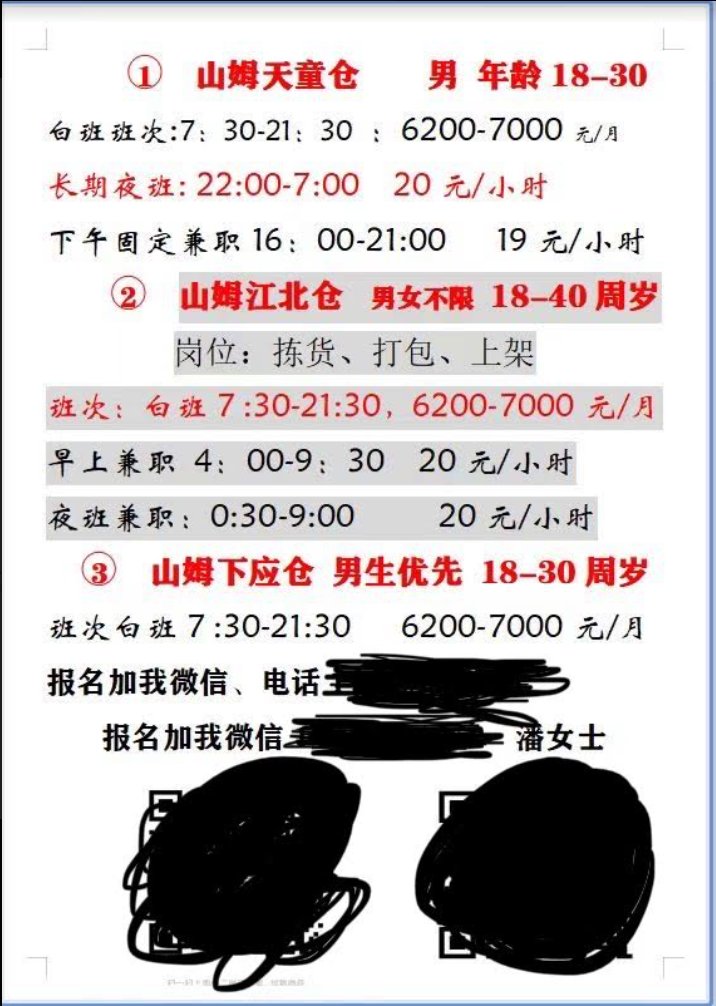 ① 山姆天童仓 男 年龄 18-30
白班班次:7：30-21：30 ：6200-7000 元/月
长期夜班: 22:00-7:00 20 元/小时
下午固定兼职 16：00-21:00 19 元/小时
② 山姆江北仓 男女不限 18-40 周岁
岗位：拣货、打包、上架
班次：白班 7 :30-21:30，6200-7000 元/月
早上兼职 4：00-9：30 20 元/小时
夜班兼职：0:30-9:00 20 元/小时
③ 山姆下应仓 男生优先 18-30 周岁
班次白班 7 :30-21:30 6200-7000 元/月
报名加我微信、电话
报名加我微信 潘女士